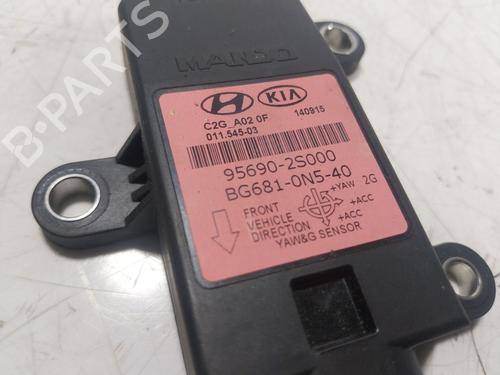 MANDO
HYUNDAI KIA
C2G_A02 0F 140915
011.545-03
95690-2S000
BG681-0N5-40
FRONT VEHICLE DIRECTION
+YAW 2G
+ACC
+ACC
YAW&G SENSOR
B-PARTS